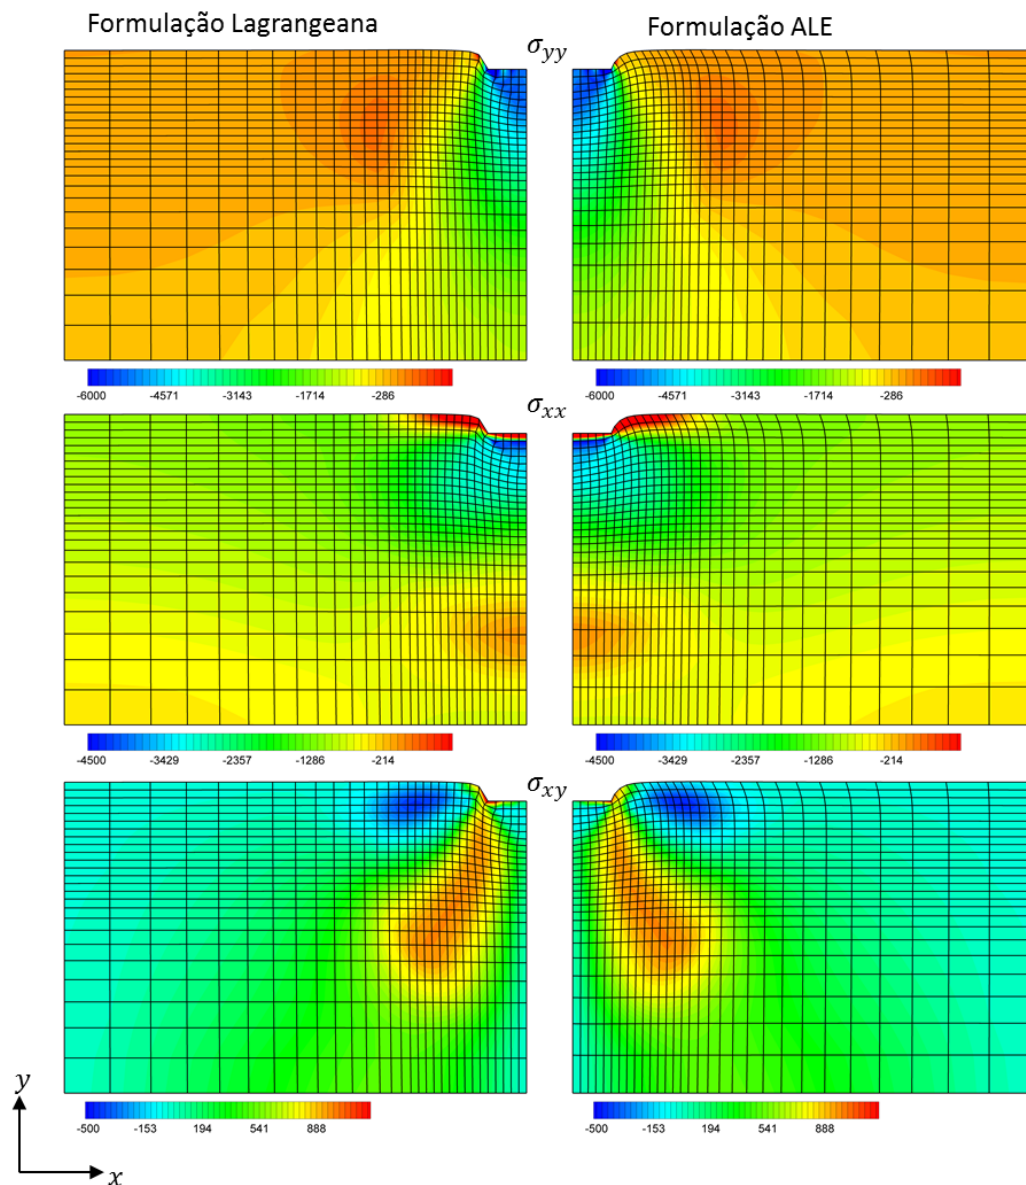 Formulação Lagrangeana
Formulação ALE
σyy
-6000 -4571 -3143 -1714 -286
-6000 -4571 -3143 -1714 -286
σxx
-4500 -3429 -2357 -1286 -214
-4500 -3429 -2357 -1286 -214
σxy
-500 -153 194 541 888
-500 -153 194 541 888
y
x